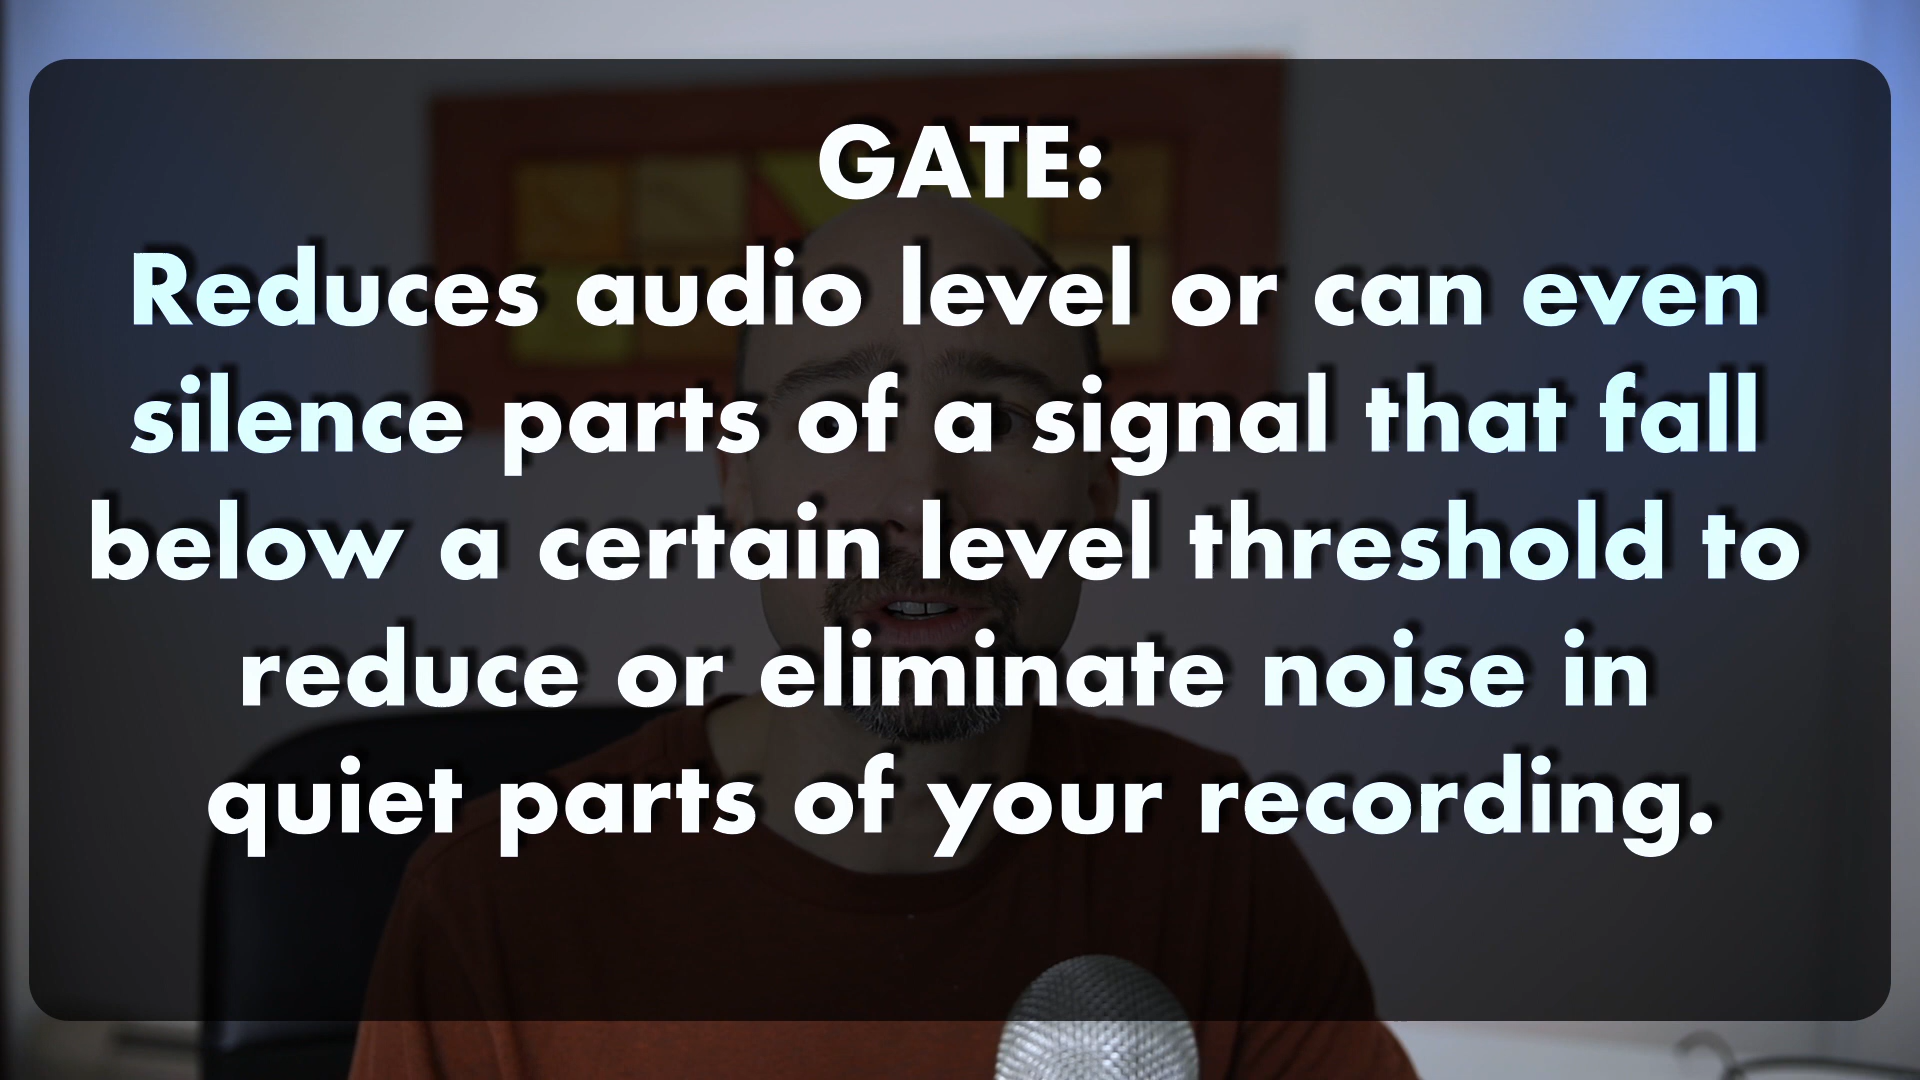 GATE:
Reduces audio level or can even
silence parts of a signal that fall
below a certain level threshold to
reduce or eliminate noise in
quiet parts of your recording.